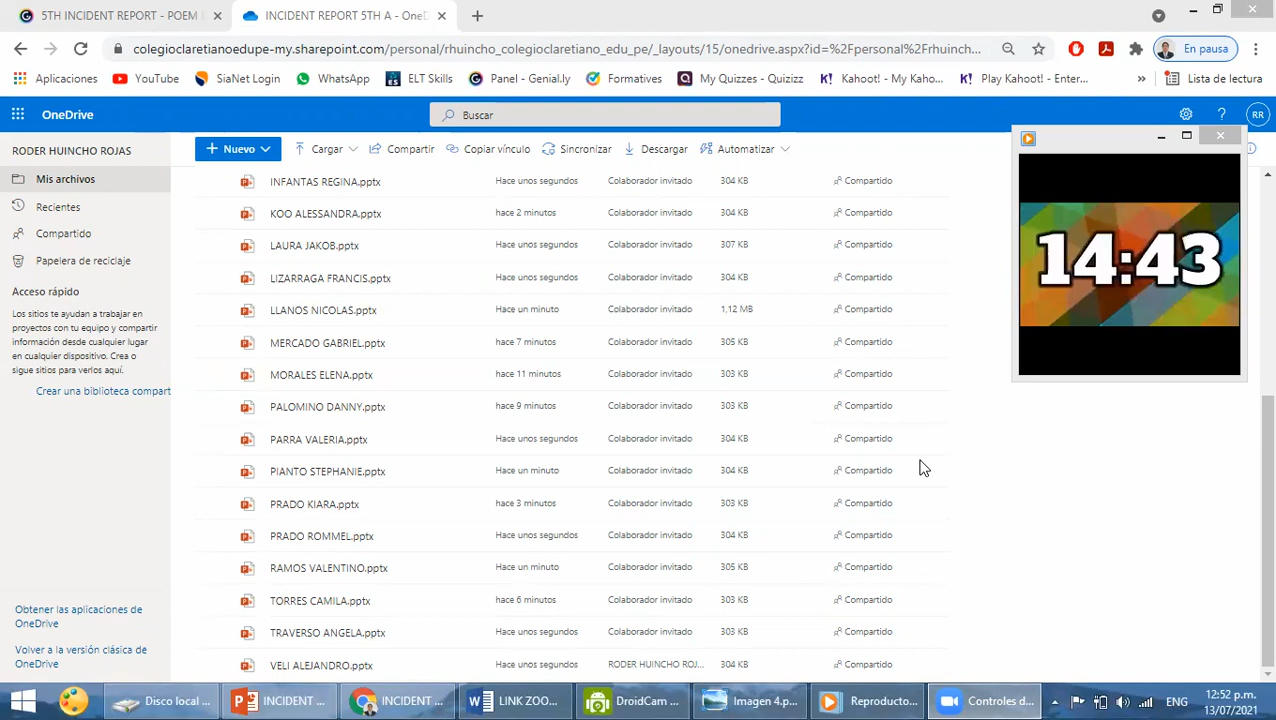 5TH INCIDENT REPORT - POEM
INCIDENT REPORT 5TH A - OneD
colegioclaretianoedupe-my.sharepoint.com/personal/rhuincho_colegioclaretiano_edu_pe/_layouts/15/onedrive.aspx?id=%2Fpersonal%2Frhuinch...
En pausa
Aplicaciones YouTube SiaNet Login WhatsApp ELT Skills Panel - Genial.ly Formatives My Quizzes - Quizizz Kahoot! - My Kaho... Play Kahoot! - Enter... » Lista de lectura
OneDrive Buscar RR
RODER HUINCHO ROJAS
Nuevo Cargar Compartir Copiar vínculo Sincronizar Descargar Automatizar
Mis archivos
Recientes
Compartido
Papelera de reciclaje
Acceso rápido
Los sitios te ayudan a trabajar en
proyectos con tu equipo y compartir
información desde cualquier lugar
en cualquier dispositivo. Crea o
sigue sitios para verlos aquí.
Crear una biblioteca compart
Obtener las aplicaciones de
OneDrive
Volver a la versión clásica de
OneDrive
INFANTAS REGINA.pptx Hace unos segundos Colaborador invitado 304 KB Compartido
KOO ALESSANDRA.pptx hace 2 minutos Colaborador invitado 304 KB Compartido
LAURA JAKOB.pptx Hace unos segundos Colaborador invitado 307 KB Compartido
LIZARRAGA FRANCIS.pptx Hace unos segundos Colaborador invitado 304 KB Compartido
LLANOS NICOLAS.pptx Hace un minuto Colaborador invitado 1,12 MB Compartido
MERCADO GABRIEL.pptx hace 7 minutos Colaborador invitado 305 KB Compartido
MORALES ELENA.pptx hace 11 minutos Colaborador invitado 303 KB Compartido
PALOMINO DANNY.pptx hace 9 minutos Colaborador invitado 303 KB Compartido
PARRA VALERIA.pptx Hace unos segundos Colaborador invitado 304 KB Compartido
PIANTO STEPHANIE.pptx Hace un minuto Colaborador invitado 304 KB Compartido
PRADO KIARA.pptx hace 3 minutos Colaborador invitado 303 KB Compartido
PRADO ROMMEL.pptx Hace unos segundos Colaborador invitado 304 KB Compartido
RAMOS VALENTINO.pptx Hace un minuto Colaborador invitado 305 KB Compartido
TORRES CAMILA.pptx hace 6 minutos Colaborador invitado 303 KB Compartido
TRAVERSO ANGELA.pptx Hace unos segundos Colaborador invitado 303 KB Compartido
VELI ALEJANDRO.pptx Hace unos segundos RODER HUINCHO ROJ... 304 KB Compartido
14:43
Disco local ... INCIDENT ... INCIDENT ... LINK ZOO... DroidCam ... Imagen 4.p... Reproducto... Controles d... ENG
12:52 p.m.
13/07/2021